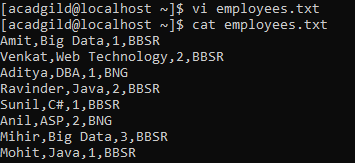 [acadgild@localhost ~]$ vi employees.txt
[acadgild@localhost ~]$ cat employees.txt
Amit,Big Data,1,BBSR
Venkat,Web Technology,2,BBSR
Aditya,DBA,1,BNG
Ravinder,Java,2,BBSR
Sunil,C#,1,BBSR
Anil,ASP,2,BNG
Mihir,Big Data,3,BBSR
Mohit,Java,1,BBSR